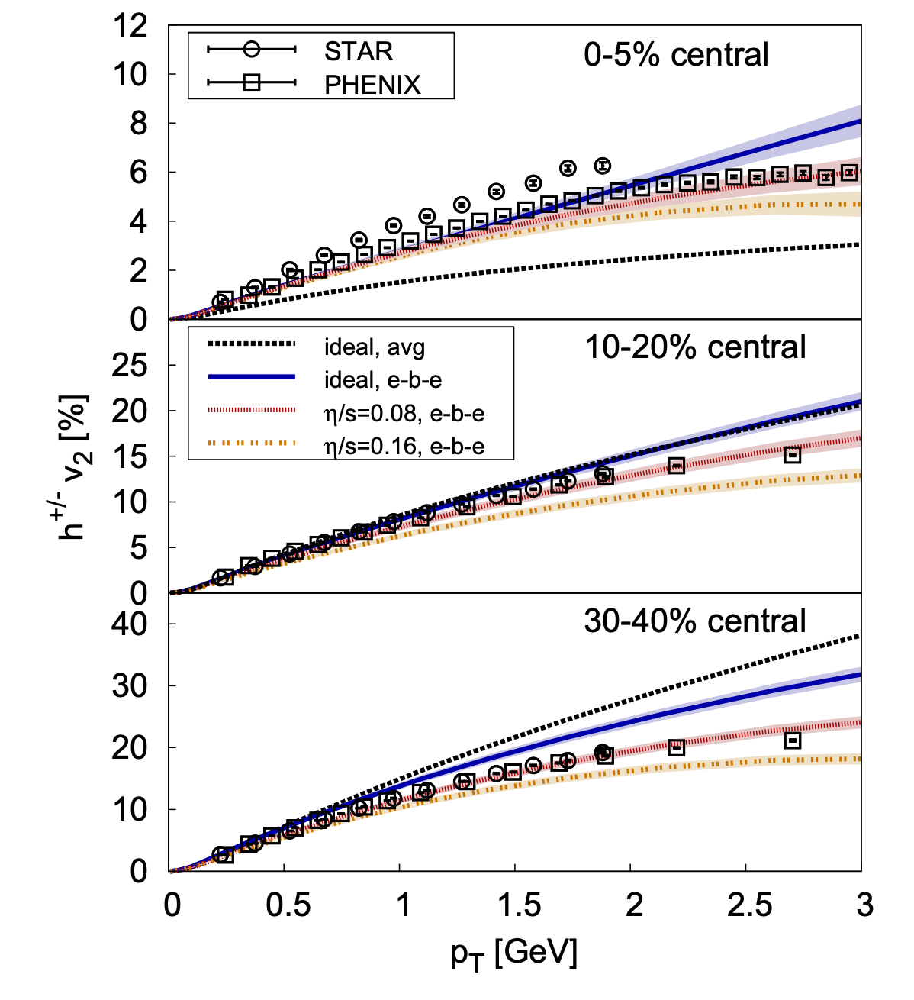 12
10
8
6
4
2
0
STAR
PHENIX
0-5% central
25
20
15
10
5
0
ideal, avg
ideal, e-b-e
η/s=0.08, e-b-e
η/s=0.16, e-b-e
10-20% central
h+/- v2 [%]
40
30
20
10
0
30-40% central
0 0.5 1 1.5 2 2.5 3
pT [GeV]